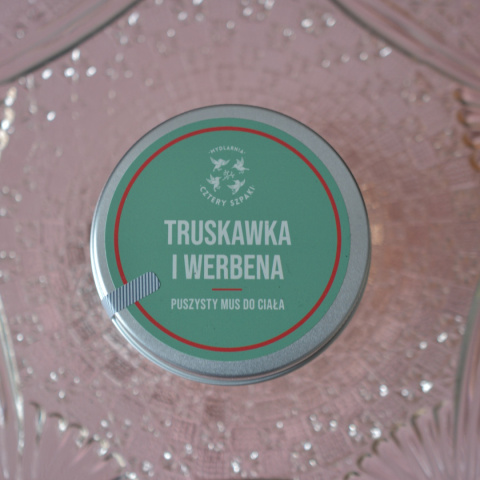 MYDLARNIA
CZTERY SZPAKI
TRUSKAWKA
I WERBENA
PUSZYSTY MUS DO CIAŁA